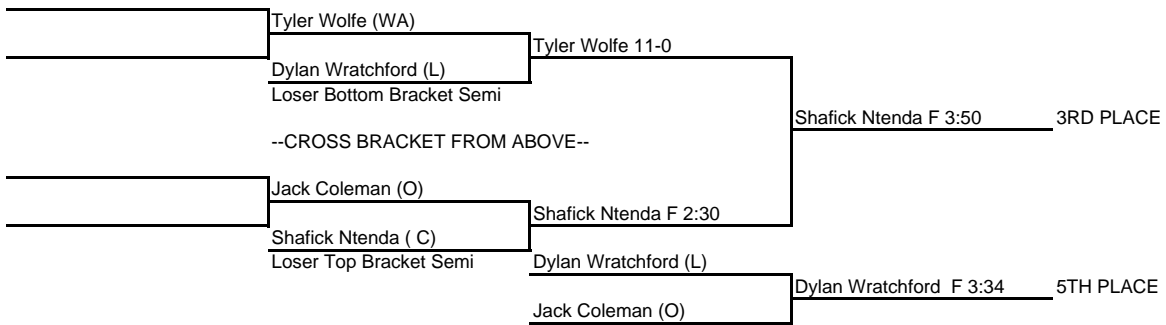 Tyler Wolfe (WA)
Tyler Wolfe 11-0
Dylan Wratchford (L)
Loser Bottom Bracket Semi
Shafick Ntenda F 3:50
3RD PLACE
--CROSS BRACKET FROM ABOVE--
Jack Coleman (O)
Shafick Ntenda F 2:30
Shafick Ntenda ( C)
Loser Top Bracket Semi
Dylan Wratchford (L)
Dylan Wratchford  F 3:34
5TH PLACE
Jack Coleman (O)